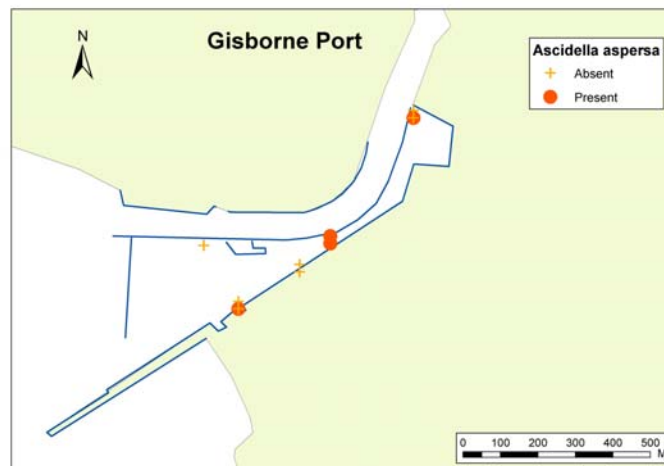 N
Gisborne Port
Ascidella aspersa
Absent
Present
0 100 200 300 400 500
M